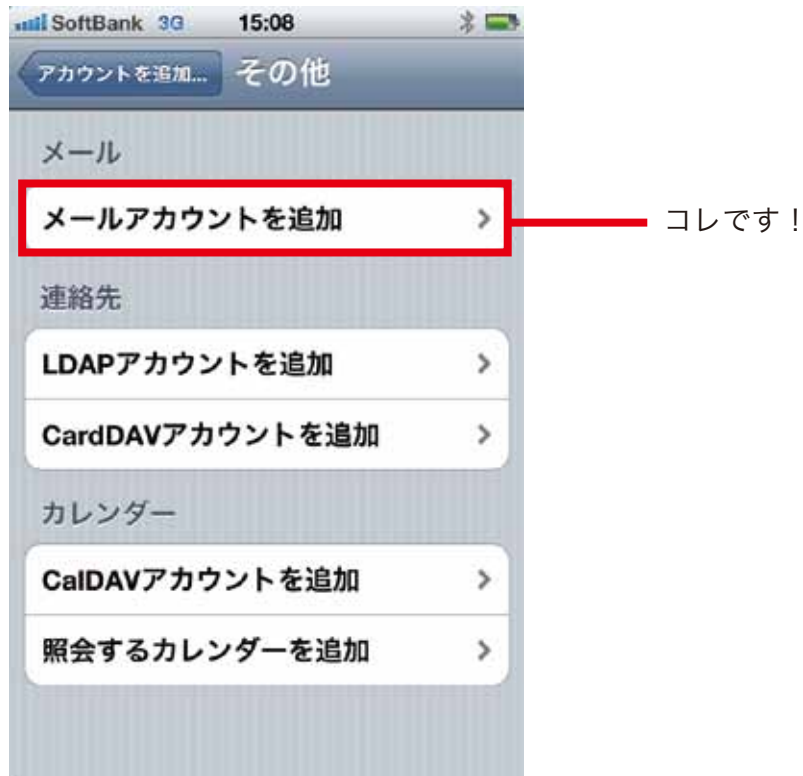 SoftBank 3G 15:08
アカウントを追加... その他
メール
メールアカウントを追加
コレです！
連絡先
LDAPアカウントを追加
CardDAVアカウントを追加
カレンダー
CalDAVアカウントを追加
照会するカレンダーを追加